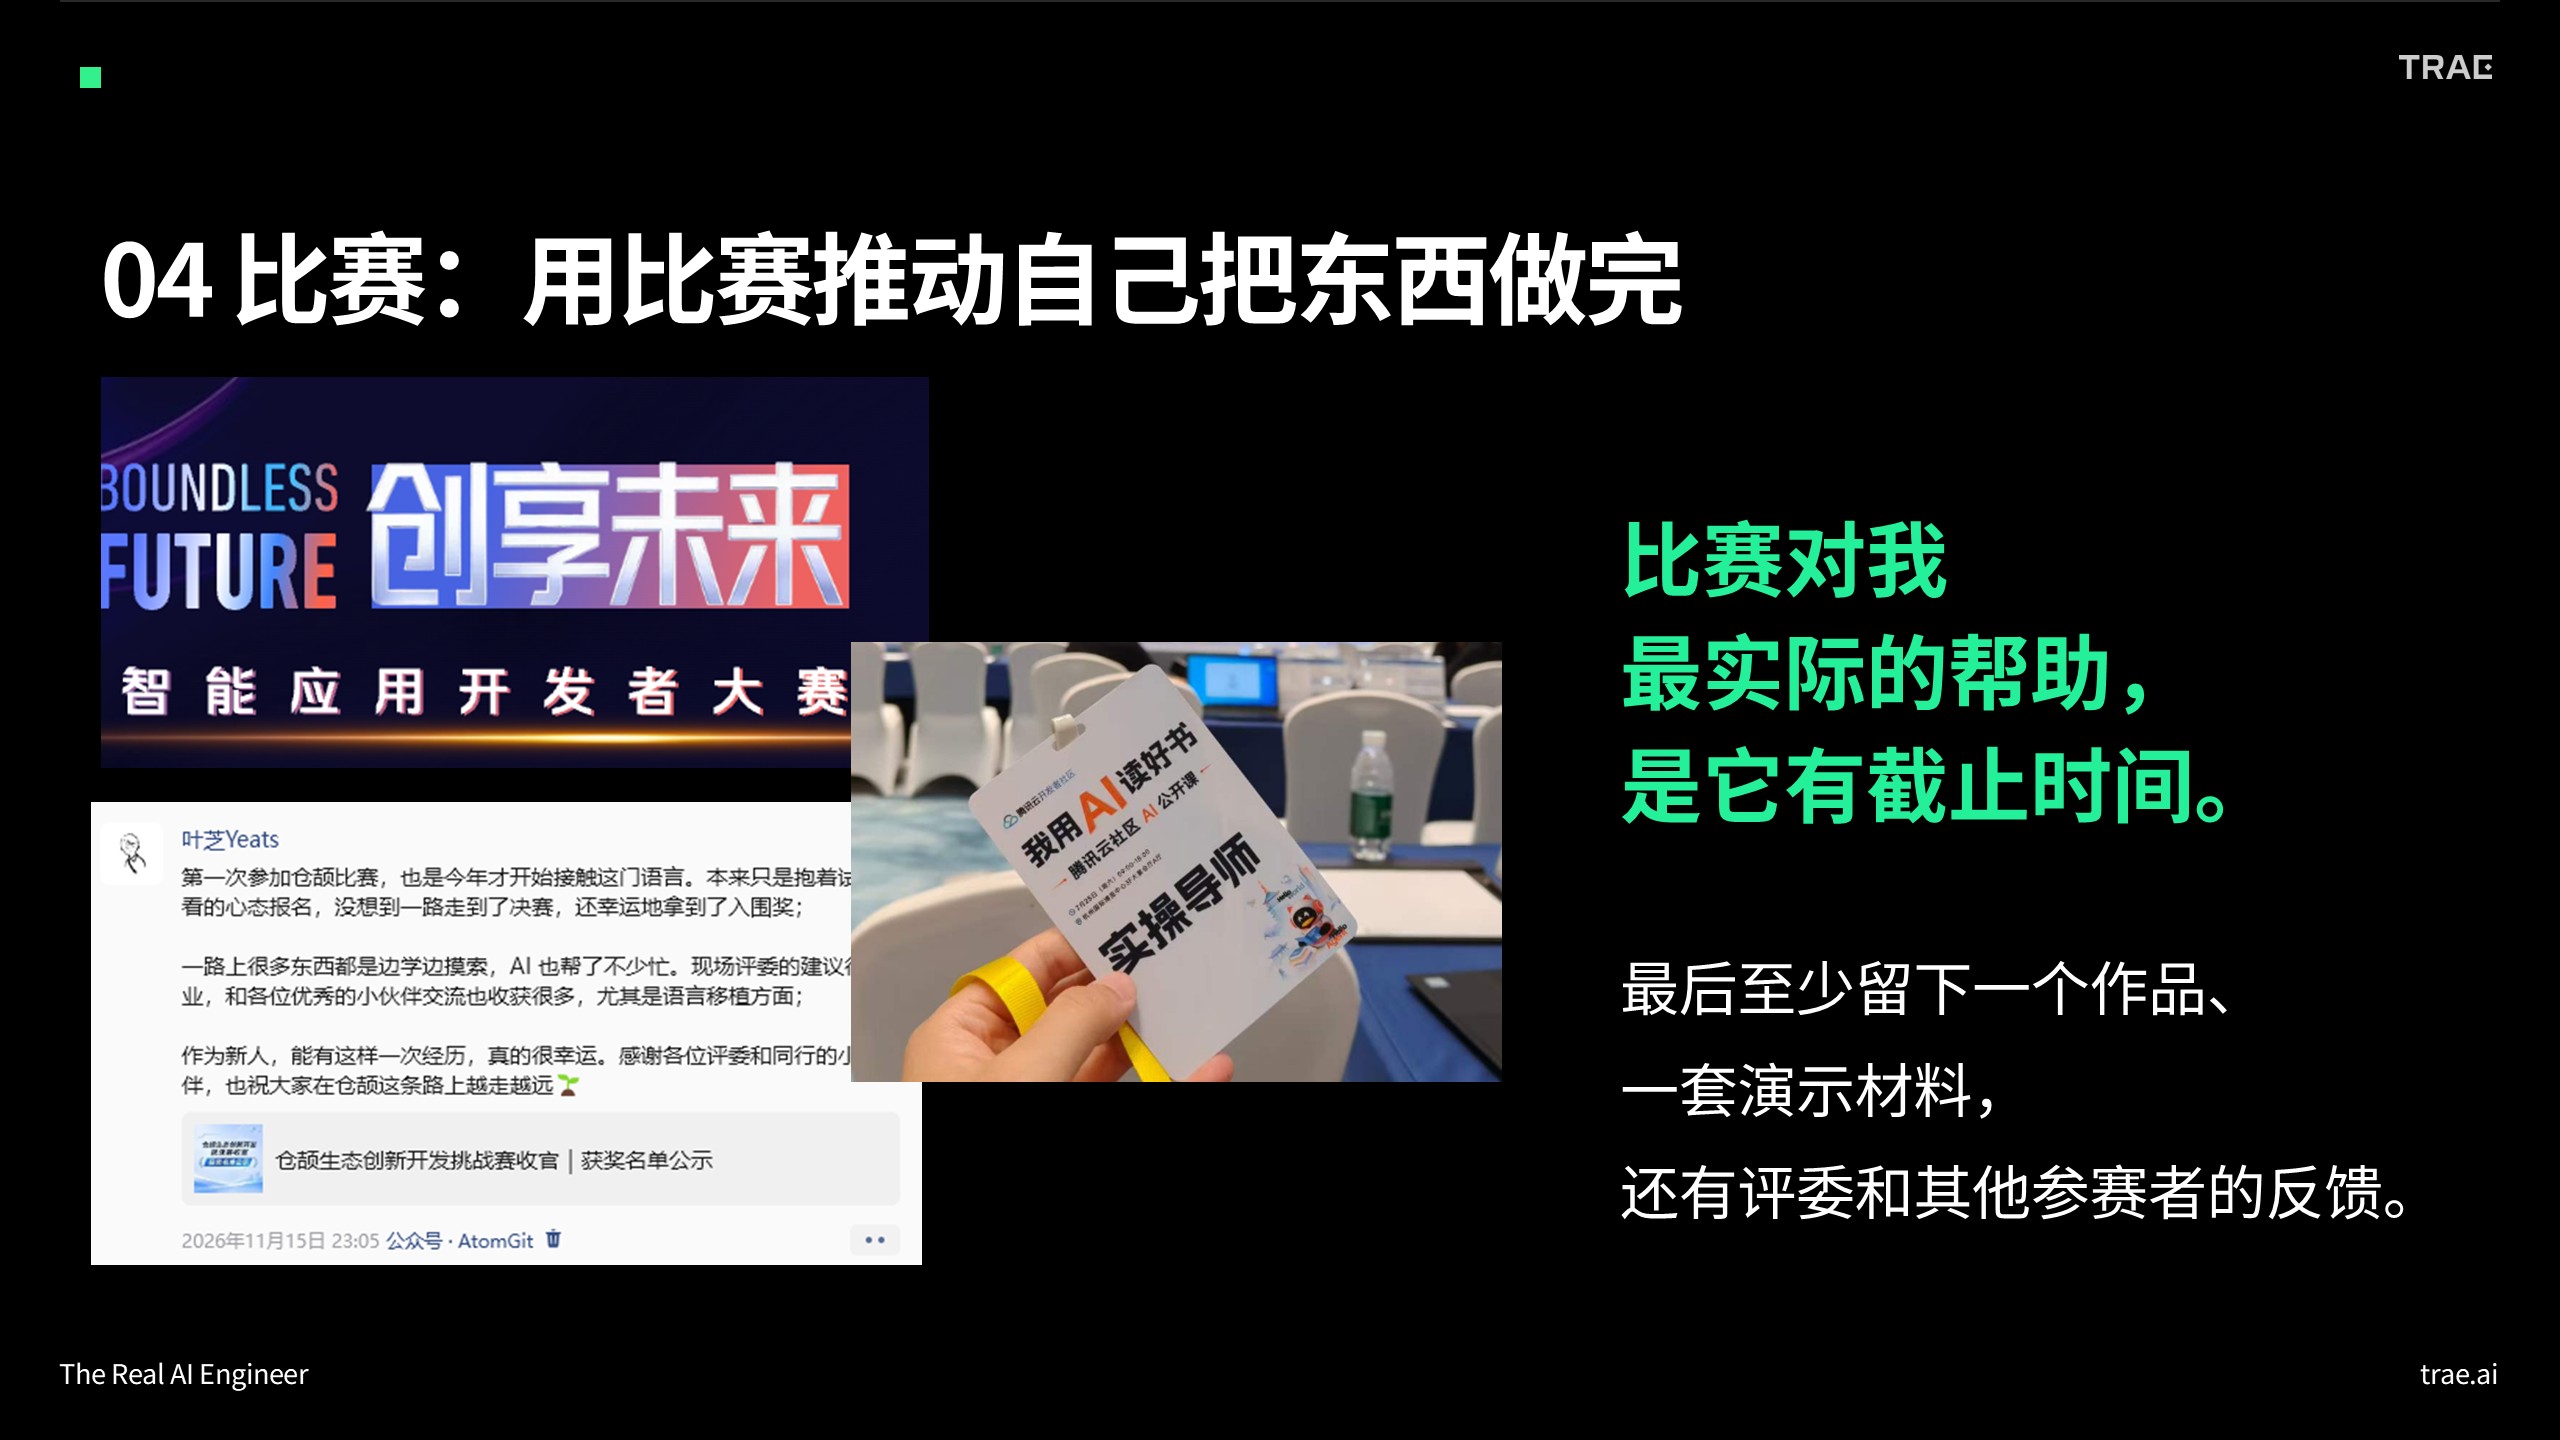 TRAE
04 比赛：用比赛推动自己把东西做完
BOUNDLESS
FUTURE
创享未来
智能应用开发者大赛
叶芝Yeats
第一次参加仓颉比赛，也是今年才开始接触这门语言。本来只是抱着试
看的心态报名，没想到一路走到了决赛，还幸运地拿到了入围奖；
一路上很多东西都是边学边摸索，AI 也帮了不少忙。现场评委的建议很
业，和各位优秀的小伙伴交流也收获很多，尤其是语言移植方面；
作为新人，能有这样一次经历，真的很幸运。感谢各位评委和同行的小
伴，也祝大家在仓颉这条路上越走越远🌱
仓颉生态创新开发挑战赛收官 | 获奖名单公示
2026年11月15日 23:05 公众号 · AtomGit
腾讯云开发者社区
我用AI读好书
腾讯云社区 AI 公开课
实操导师
比赛对我
最实际的帮助，
是它有截止时间。
最后至少留下一个作品、
一套演示材料，
还有评委和其他参赛者的反馈。
The Real AI Engineer
trae.ai